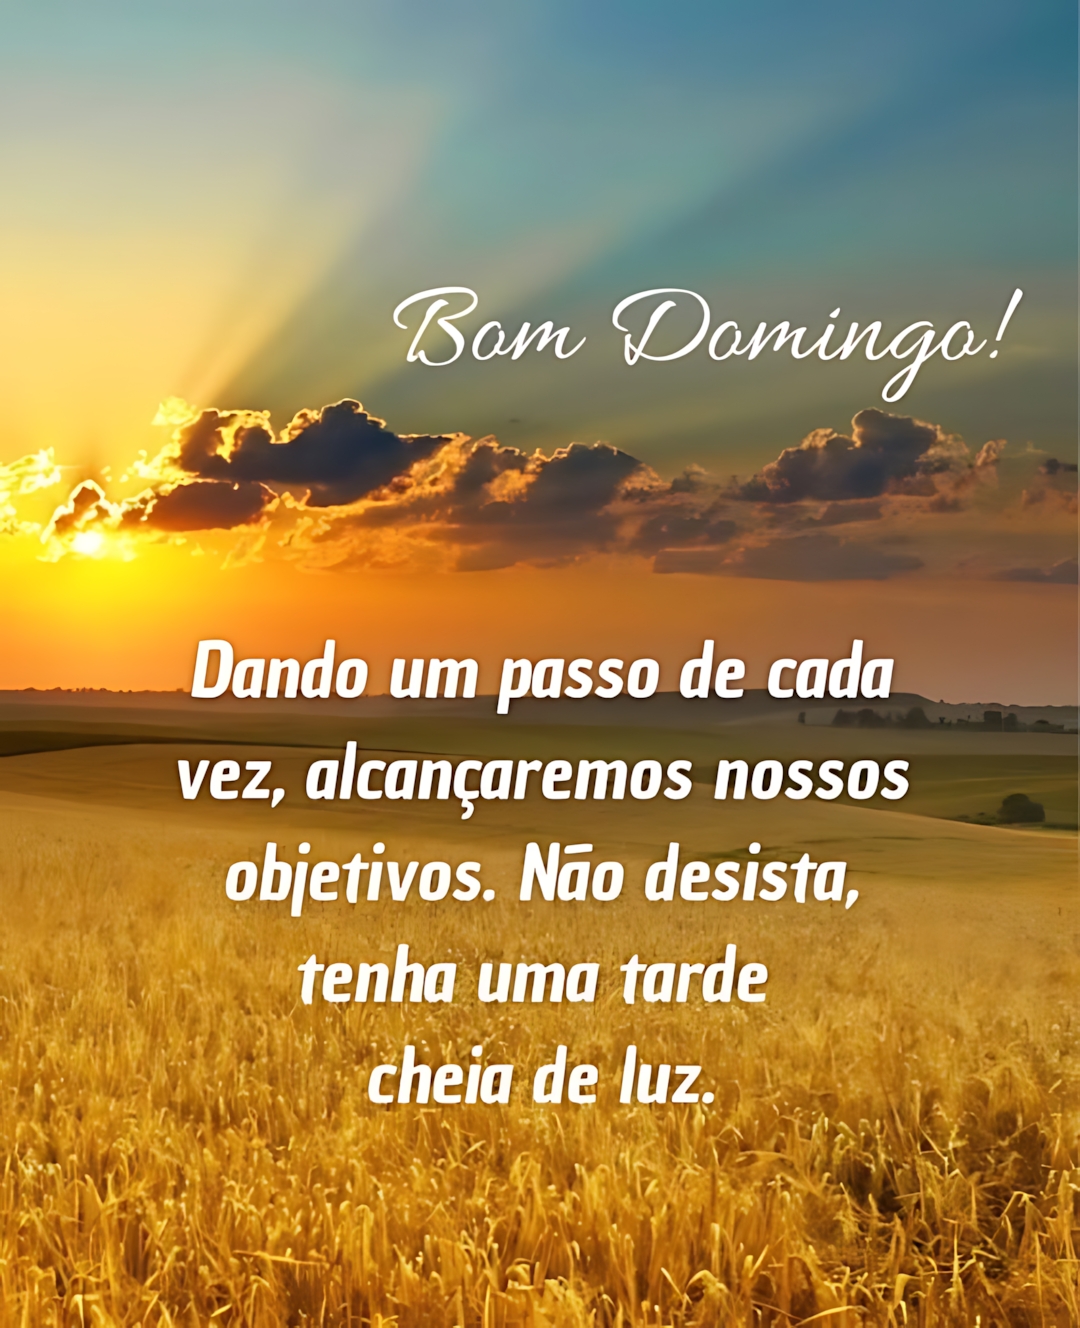 Bom Domingo!
Dando um passo de cada
vez, alcançaremos nossos
objetivos. Não desista,
tenha uma tarde
cheia de luz.